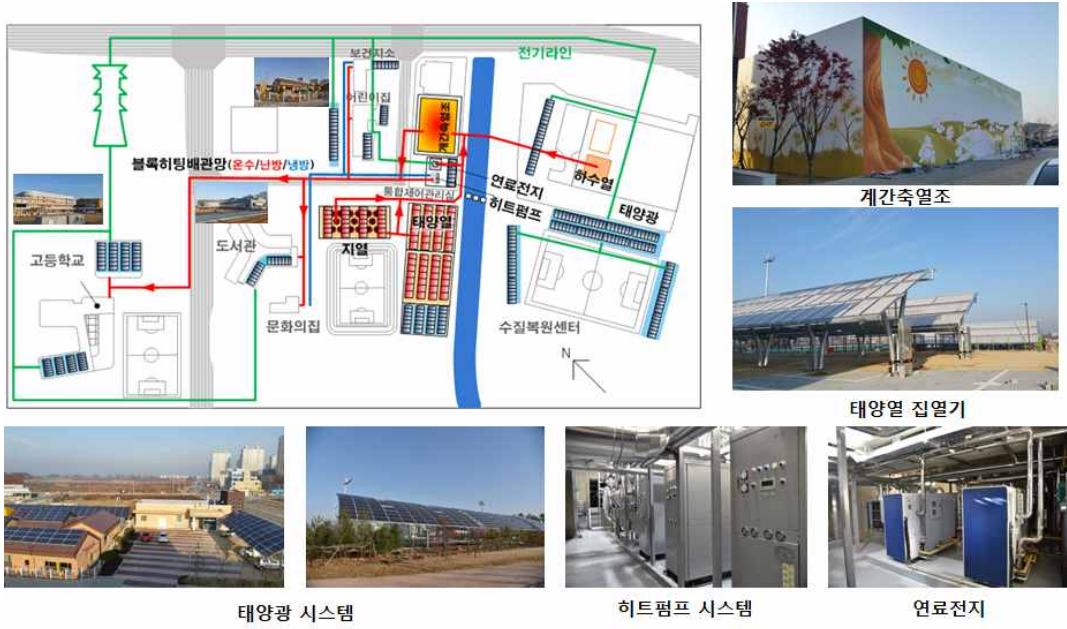 전기라인
보건지소
어린이집
계간축열조
블록히팅배관망(온수/난방/냉방)
하수열
연료전지
히트펌프
통합제어관리실
태양광
태양열
지열
고등학교
도서관
문화의집
수질복원센터
N
계간축열조
태양열 집열기
태양광 시스템
히트펌프 시스템
연료전지